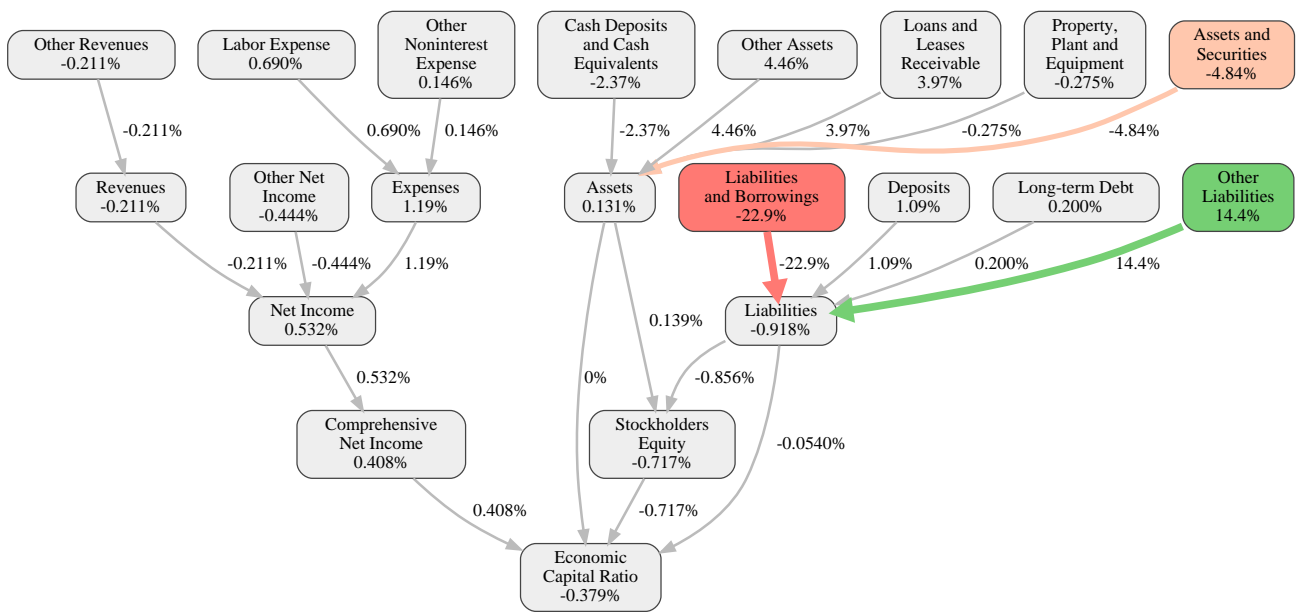 Other Revenues
-0.211%
Labor Expense
0.690%
Other
Noninterest
Expense
0.146%
Cash Deposits
and Cash
Equivalents
-2.37%
Other Assets
4.46%
Loans and
Leases
Receivable
3.97%
Property,
Plant and
Equipment
-0.275%
Assets and
Securities
-4.84%
-0.211%
0.690%
0.146%
-2.37%
4.46%
3.97%
-0.275%
-4.84%
Revenues
-0.211%
Other Net
Income
-0.444%
Expenses
1.19%
Assets
0.131%
Liabilities
and Borrowings
-22.9%
Deposits
1.09%
Long-term Debt
0.200%
Other
Liabilities
14.4%
-0.211%
-0.444%
1.19%
-22.9%
1.09%
0.200%
14.4%
Net Income
0.532%
0.139%
Liabilities
-0.918%
0.532%
0%
-0.856%
Comprehensive
Net Income
0.408%
Stockholders
Equity
-0.717%
-0.0540%
0.408%
-0.717%
Economic
Capital Ratio
-0.379%